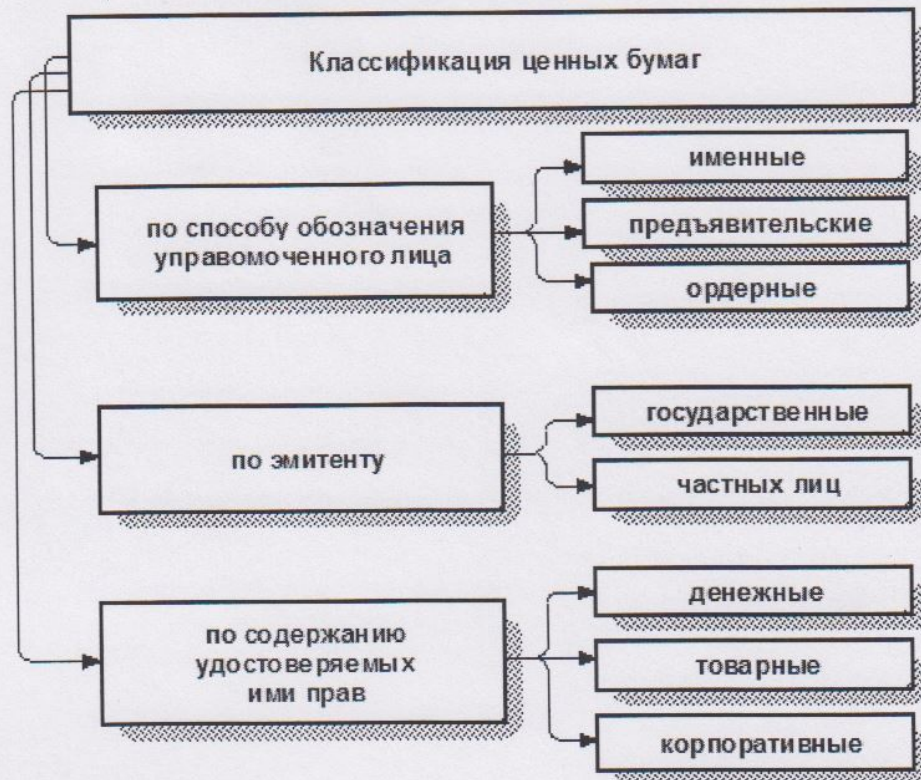 Классификация ценных бумаг
именные
по способу обозначения
управомоченного лица
предъявительские
ордерные
государственные
по эмитенту
частных лиц
денежные
по содержанию
удостоверяемых
ими прав
товарные
корпоративные